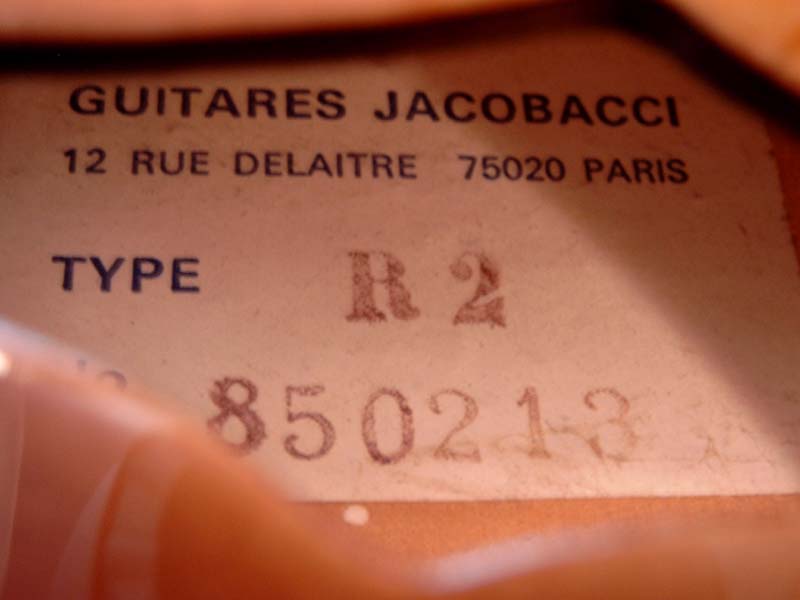 GUITARES JACOBACCI
12 RUE DELAITRE 75020 PARIS
TYPE R 2
850213